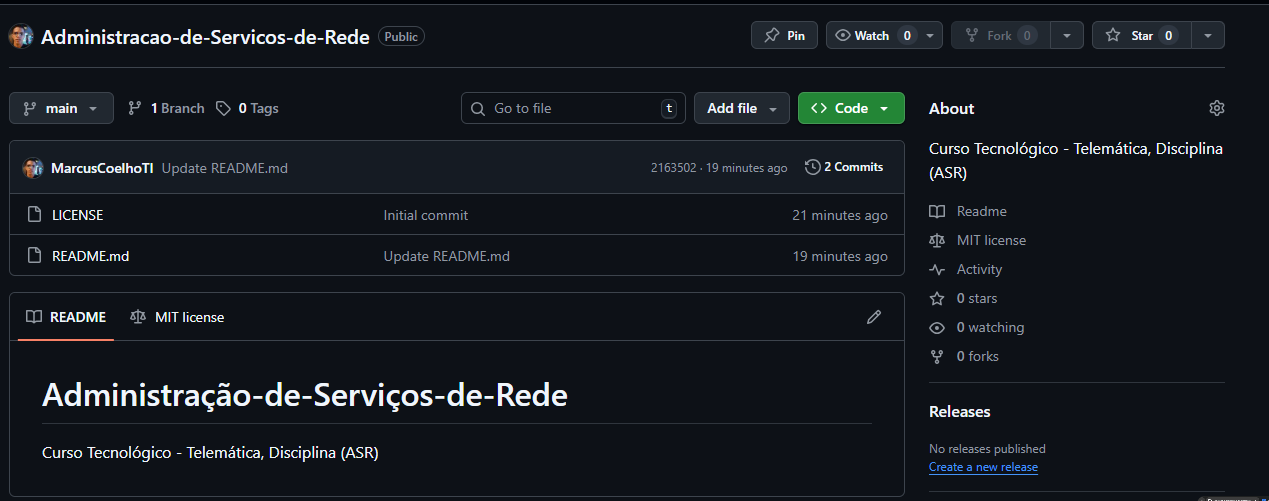 Administracao-de-Servicos-de-Rede Public Pin Watch 0 Fork 0 Star 0
main 1 Branch 0 Tags Go to file t Add file Code
MarcusCoelhoTI Update README.md 2163502 · 19 minutes ago 2 Commits
LICENSE Initial commit 21 minutes ago
README.md Update README.md 19 minutes ago
README MIT license
Administração-de-Serviços-de-Rede
Curso Tecnológico - Telemática, Disciplina (ASR)
About
Curso Tecnológico - Telemática, Disciplina
(ASR)
Readme
MIT license
Activity
0 stars
0 watching
0 forks
Releases
No releases published
Create a new release